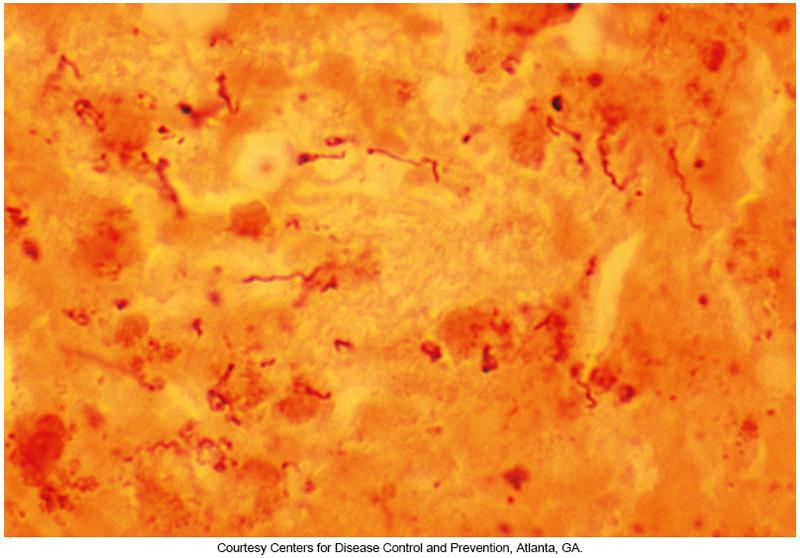 Courtesy Centers for Disease Control and Prevention, Atlanta, GA.